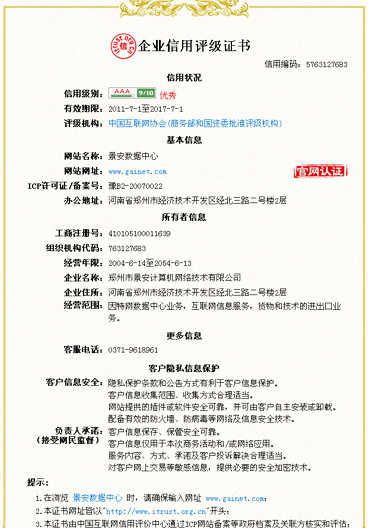 ITRUST.ORG.CN
信
企业信用评级证书
信用编码：5763127683
信用状况
信用级别：AAA 9/10 优秀
有效期限：2011-7-1至2017-7-1
评级机构：中国互联网协会(商务部和国资委批准评级机构)
基本信息
网站名称：景安数据中心
网站网址：www.gainet.com
官网认证
ICP许可证/备案号：豫B2-20070022
办公地址：河南省郑州市经济技术开发区经北三路二号楼2层
所有者信息
工商注册号：410105100011639
组织机构代码：763127683
经营年限：2004-6-14至2054-6-13
企业名称：郑州市景安计算机网络技术有限公司
企业住所：河南省郑州市经济技术开发区经北三路二号楼2层
经营范围：因特网数据中心业务，互联网信息服务，货物和技术的进出口业
务。
更多信息
客服电话：0371-9618961
客户隐私信息保护
客户信息安全：隐私保护条款和公告方式有利于客户信息保护。
客户信息收集范围、收集方式合理适当。
网站提供的插件或软件安全可靠，并可由客户自主安装或卸载。
配备有效的防火墙、防病毒等网络及信息安全技术。
负责人承诺：客户信息保存、保管安全可靠。
(接受网民监督) 客户信息仅用于本次商务活动和/或网络应用。
服务内容、方式、承诺及客户投诉解决合理适当。
对客户网上交易等敏感信息，提供必要的安全加密技术。
提示：
1.在浏览 景安数据中心 时，请确保输入网址 www.gainet.com；
2.本证书网址皆以"http://www.itrust.org.cn"开头；
3.本证书由中国互联网信用评价中心通过ICP网站备案等政府档案及关联方核实和评估；